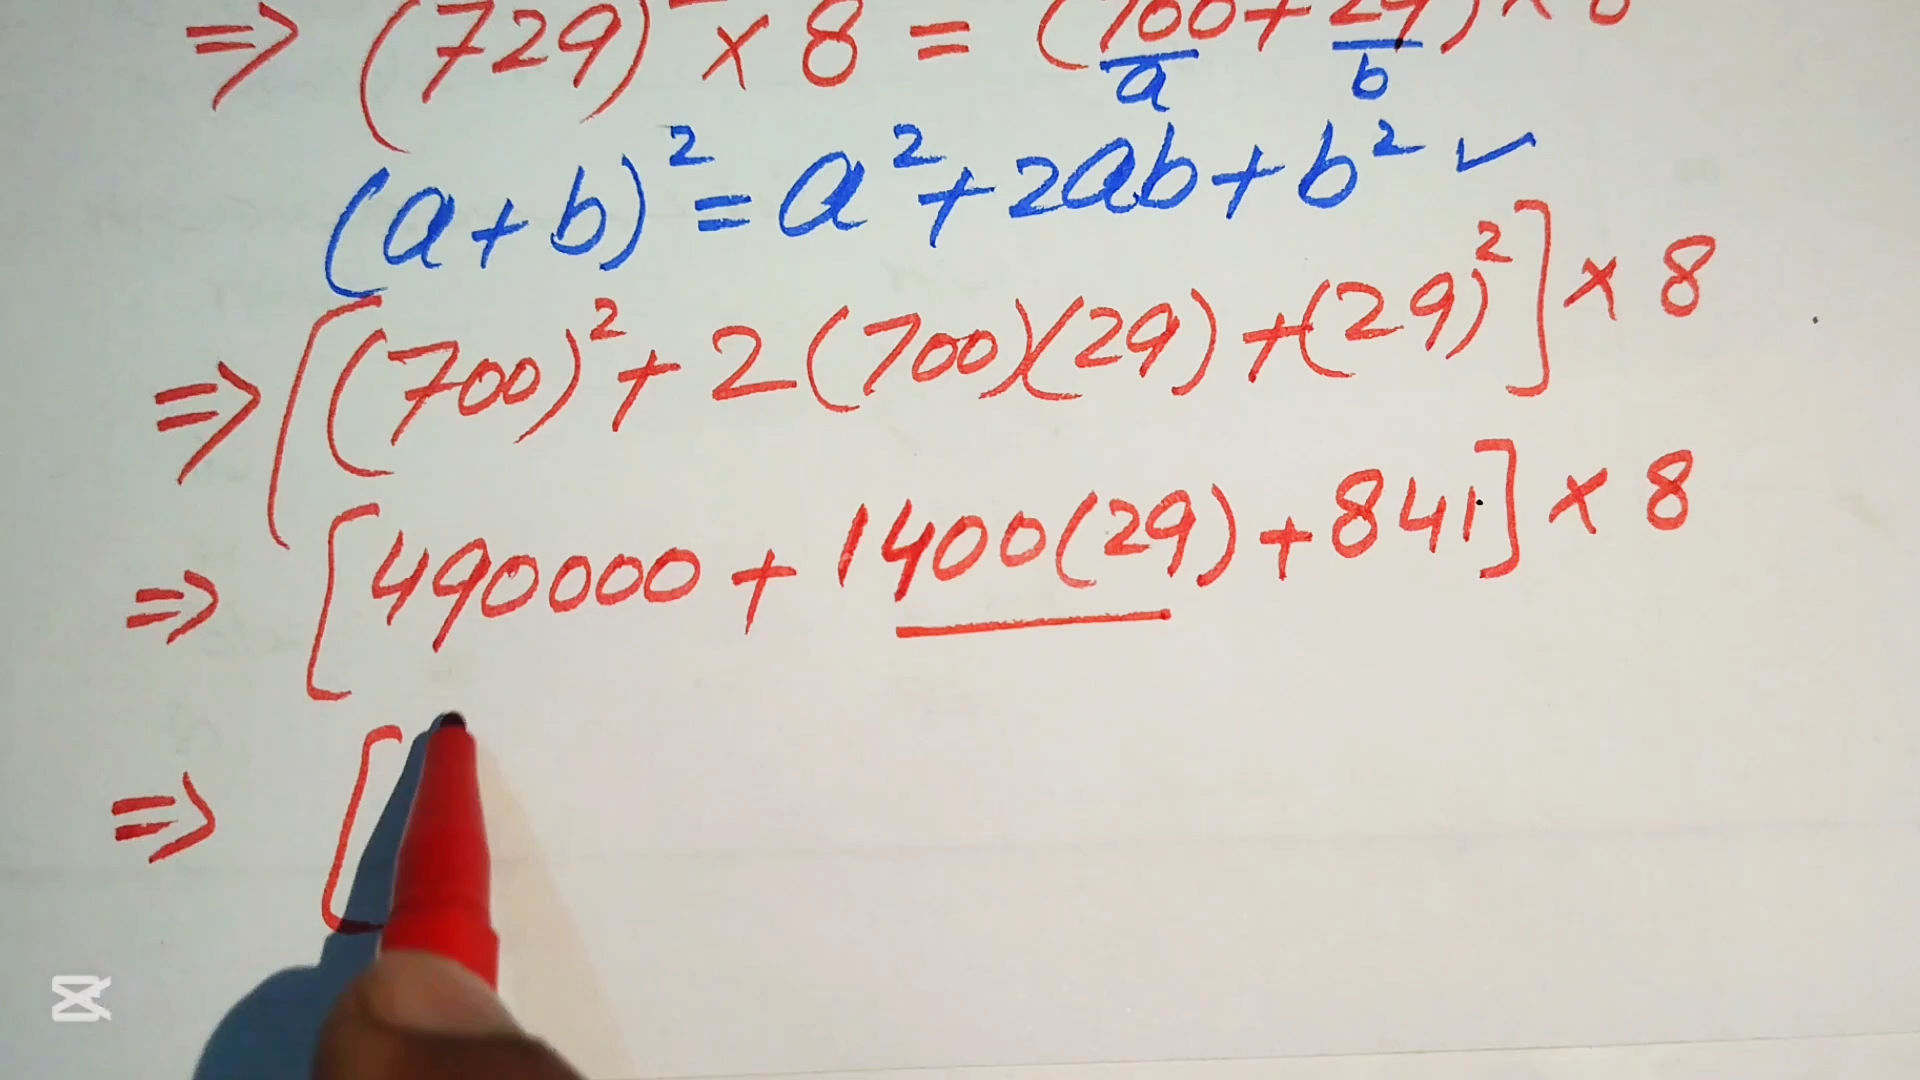 => (729)² × 8 = (700 + 29)² × 8
a b
(a+b)² = a² + 2ab + b² ✓
=> [(700)² + 2(700)(29) + (29)²] × 8
=> [490000 + 1400(29) + 841] × 8
=> [